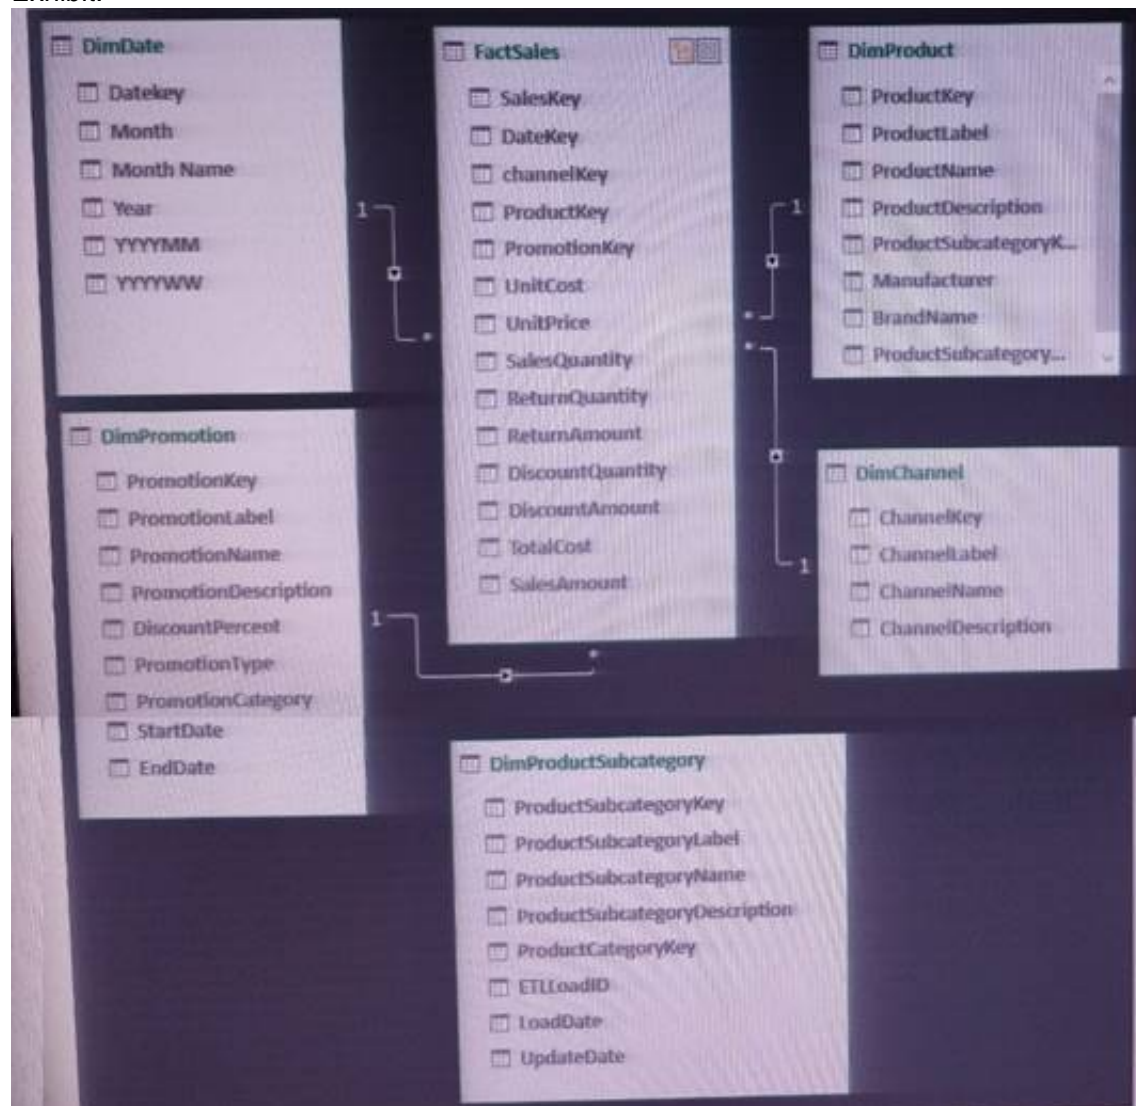 DimDate
Datekey
Month
Month Name
Year
YYYYMM
YYYYWW
1
*
FactSales
SalesKey
DateKey
channelKey
ProductKey
PromotionKey
UnitCost
UnitPrice
SalesQuantity
ReturnQuantity
ReturnAmount
DiscountQuantity
DiscountAmount
TotalCost
SalesAmount
1
*
DimProduct
ProductKey
ProductLabel
ProductName
ProductDescription
ProductSubcategoryK...
Manufacturer
BrandName
ProductSubcategory...
*
1
DimPromotion
PromotionKey
PromotionLabel
PromotionName
PromotionDescription
DiscountPercent
PromotionType
PromotionCategory
StartDate
EndDate
1
*
DimChannel
ChannelKey
ChannelLabel
ChannelName
ChannelDescription
DimProductSubcategory
ProductSubcategoryKey
ProductSubcategoryLabel
ProductSubcategoryName
ProductSubcategoryDescription
ProductCategoryKey
ETLLoadID
LoadDate
UpdateDate